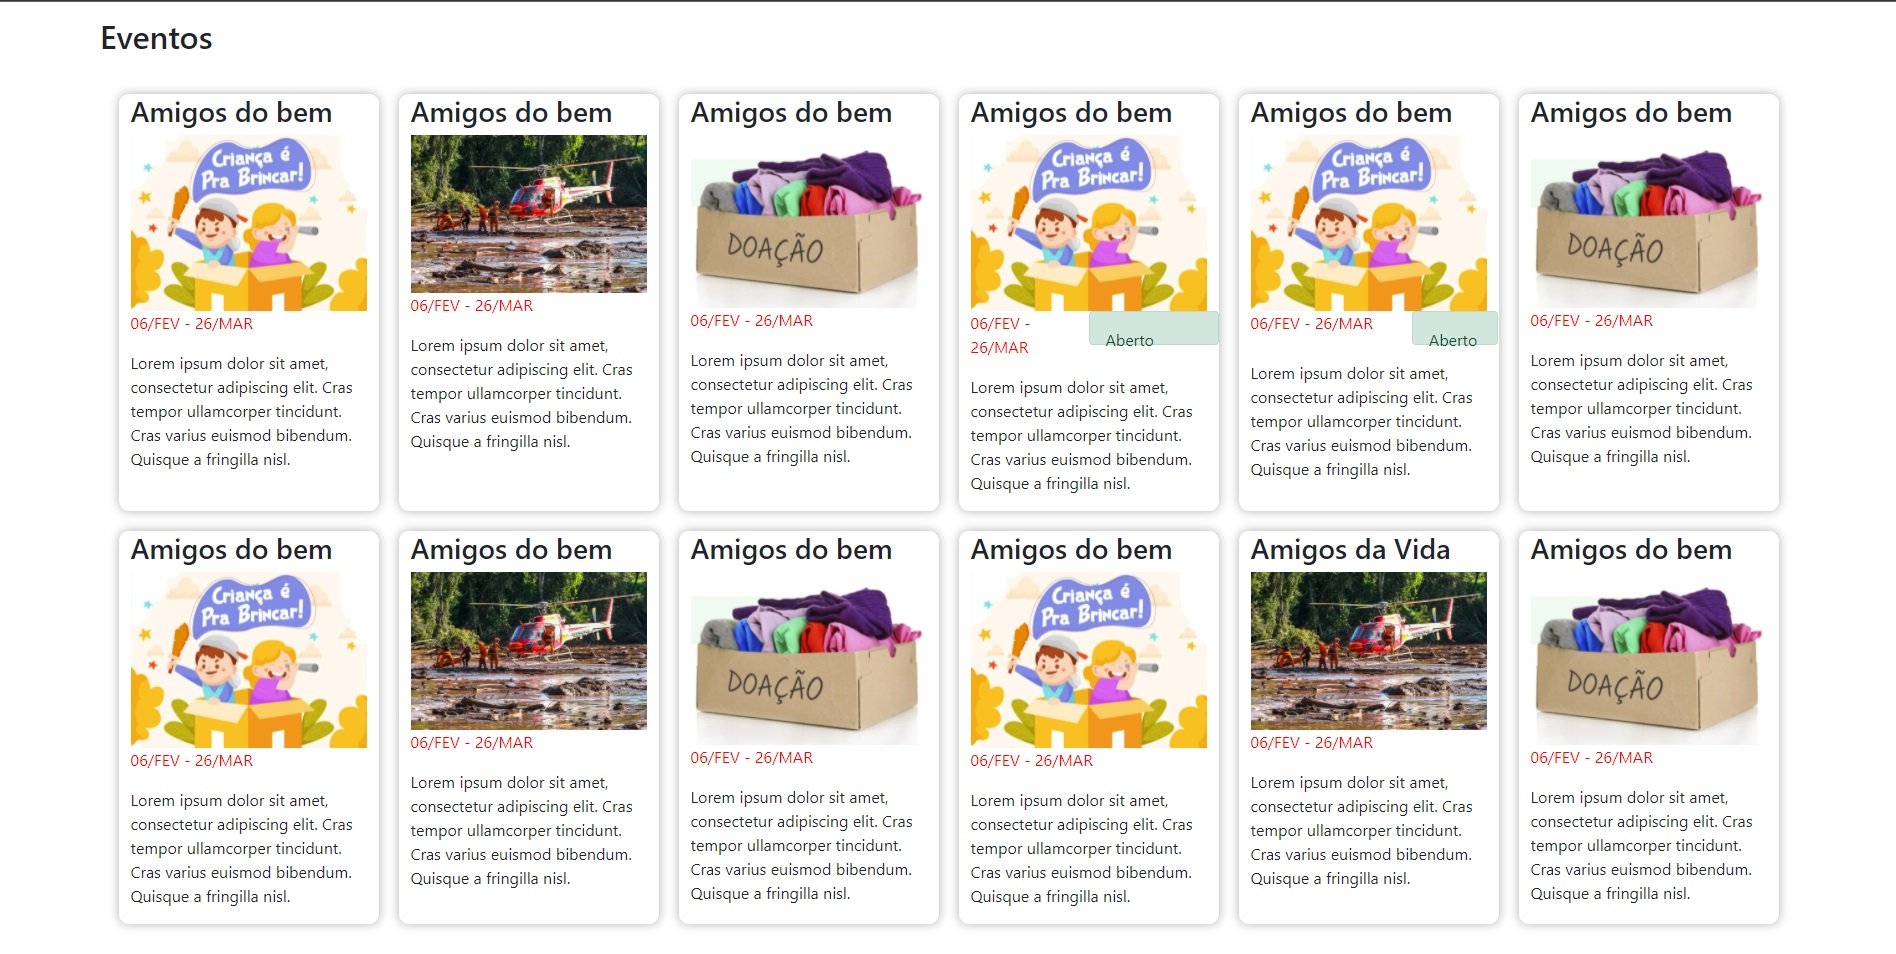 Eventos
Amigos do bem
Criança é
Pra Brincar!
06/FEV - 26/MAR
Lorem ipsum dolor sit amet,
consectetur adipiscing elit. Cras
tempor ullamcorper tincidunt.
Cras varius euismod bibendum.
Quisque a fringilla nisl.
Amigos do bem
06/FEV - 26/MAR
Lorem ipsum dolor sit amet,
consectetur adipiscing elit. Cras
tempor ullamcorper tincidunt.
Cras varius euismod bibendum.
Quisque a fringilla nisl.
Amigos do bem
DOAÇÃO
06/FEV - 26/MAR
Lorem ipsum dolor sit amet,
consectetur adipiscing elit. Cras
tempor ullamcorper tincidunt.
Cras varius euismod bibendum.
Quisque a fringilla nisl.
Amigos do bem
Criança é
Pra Brincar!
06/FEV -
26/MAR
Aberto
Lorem ipsum dolor sit amet,
consectetur adipiscing elit. Cras
tempor ullamcorper tincidunt.
Cras varius euismod bibendum.
Quisque a fringilla nisl.
Amigos do bem
Criança é
Pra Brincar!
06/FEV - 26/MAR
Aberto
Lorem ipsum dolor sit amet,
consectetur adipiscing elit. Cras
tempor ullamcorper tincidunt.
Cras varius euismod bibendum.
Quisque a fringilla nisl.
Amigos do bem
DOAÇÃO
06/FEV - 26/MAR
Lorem ipsum dolor sit amet,
consectetur adipiscing elit. Cras
tempor ullamcorper tincidunt.
Cras varius euismod bibendum.
Quisque a fringilla nisl.
Amigos do bem
Criança é
Pra Brincar!
06/FEV - 26/MAR
Lorem ipsum dolor sit amet,
consectetur adipiscing elit. Cras
tempor ullamcorper tincidunt.
Cras varius euismod bibendum.
Quisque a fringilla nisl.
Amigos do bem
06/FEV - 26/MAR
Lorem ipsum dolor sit amet,
consectetur adipiscing elit. Cras
tempor ullamcorper tincidunt.
Cras varius euismod bibendum.
Quisque a fringilla nisl.
Amigos do bem
DOAÇÃO
06/FEV - 26/MAR
Lorem ipsum dolor sit amet,
consectetur adipiscing elit. Cras
tempor ullamcorper tincidunt.
Cras varius euismod bibendum.
Quisque a fringilla nisl.
Amigos do bem
Criança é
Pra Brincar!
06/FEV - 26/MAR
Lorem ipsum dolor sit amet,
consectetur adipiscing elit. Cras
tempor ullamcorper tincidunt.
Cras varius euismod bibendum.
Quisque a fringilla nisl.
Amigos da Vida
06/FEV - 26/MAR
Lorem ipsum dolor sit amet,
consectetur adipiscing elit. Cras
tempor ullamcorper tincidunt.
Cras varius euismod bibendum.
Quisque a fringilla nisl.
Amigos do bem
DOAÇÃO
06/FEV - 26/MAR
Lorem ipsum dolor sit amet,
consectetur adipiscing elit. Cras
tempor ullamcorper tincidunt.
Cras varius euismod bibendum.
Quisque a fringilla nisl.